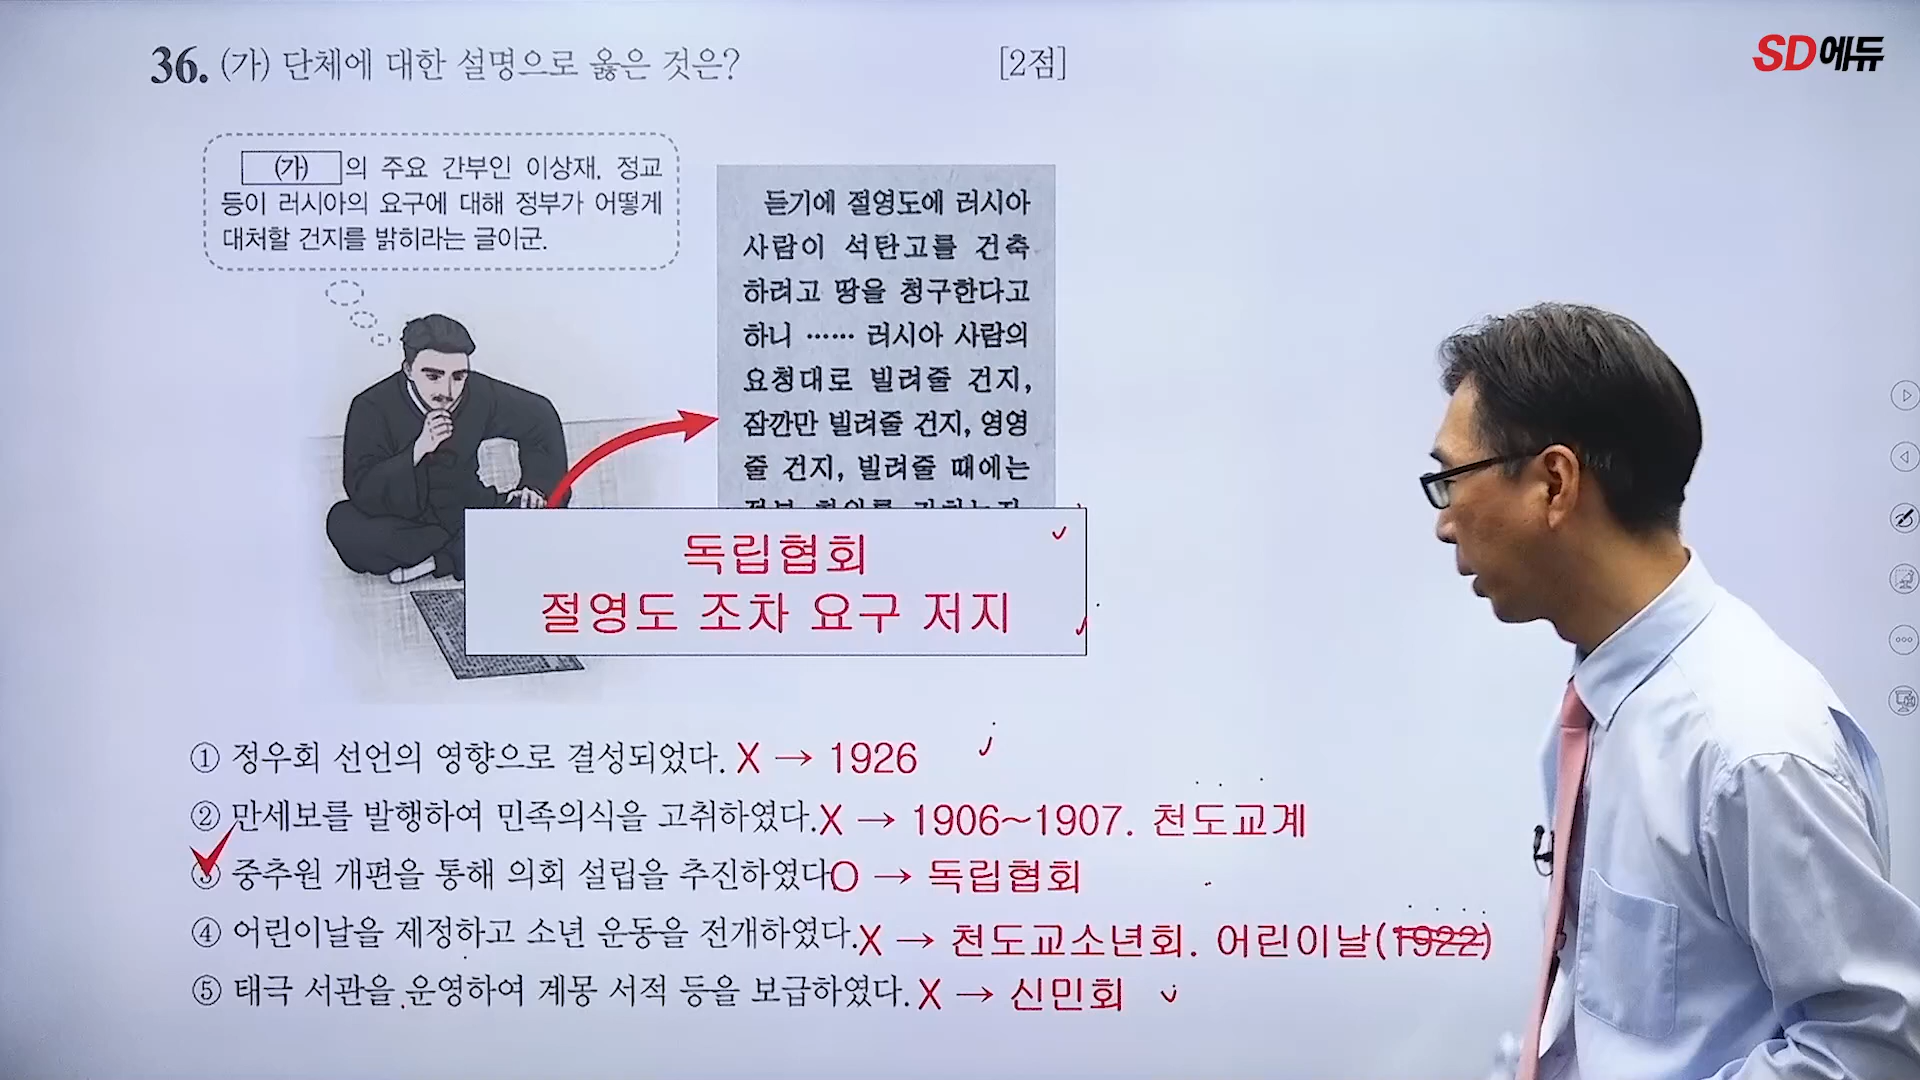 36. (가) 단체에 대한 설명으로 옳은 것은? [2점]
SD에듀
(가)의 주요 간부인 이상재, 정교
등이 러시아의 요구에 대해 정부가 어떻게
대처할 건지를 밝히라는 글이군.
듣기에 절영도에 러시아
사람이 석탄고를 건축
하려고 땅을 청구한다고
하니 …… 러시아 사람의
요청대로 빌려줄 건지,
잠깐만 빌려줄 건지, 영영
줄 건지, 빌려줄 때에는
독립협회
절영도 조차 요구 저지
① 정우회 선언의 영향으로 결성되었다. X → 1926
② 만세보를 발행하여 민족의식을 고취하였다. X → 1906~1907. 천도교계
③ 중추원 개편을 통해 의회 설립을 추진하였다 O → 독립협회
④ 어린이날을 제정하고 소년 운동을 전개하였다. X → 천도교소년회. 어린이날(1922)
⑤ 태극 서관을 운영하여 계몽 서적 등을 보급하였다. X → 신민회